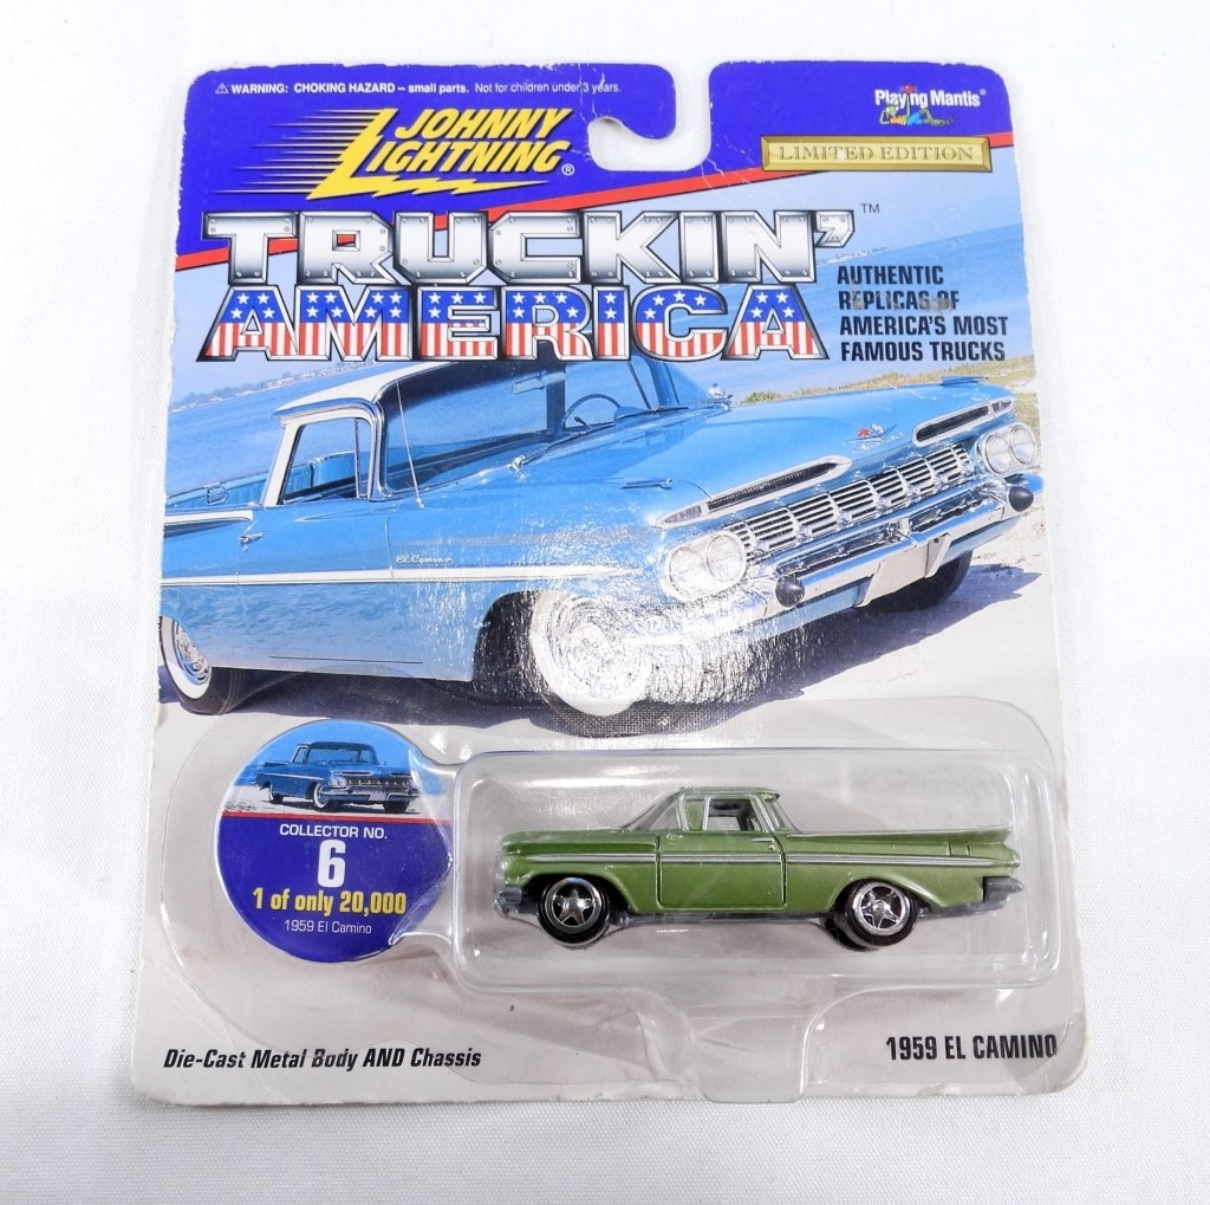 ⚠ WARNING: CHOKING HAZARD -- small parts. Not for children under 3 years.
JOHNNY
LIGHTNING®
Playing Mantis®
LIMITED EDITION
TRUCKIN'™
AMERICA
AUTHENTIC
REPLICAS OF
AMERICA'S MOST
FAMOUS TRUCKS
El Camino
COLLECTOR NO.
6
1 of only 20,000
1959 El Camino
Die-Cast Metal Body AND Chassis
1959 EL CAMINO